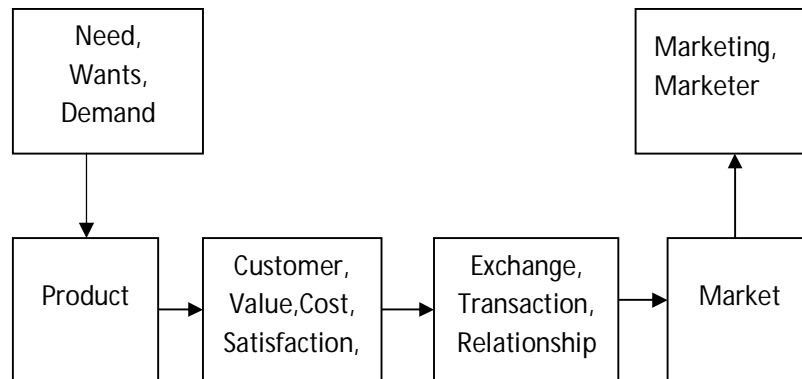 Need,
Wants,
Demand
Marketing,
Marketer
Product
Customer,
Value,Cost,
Satisfaction,
Exchange,
Transaction,
Relationship
Market